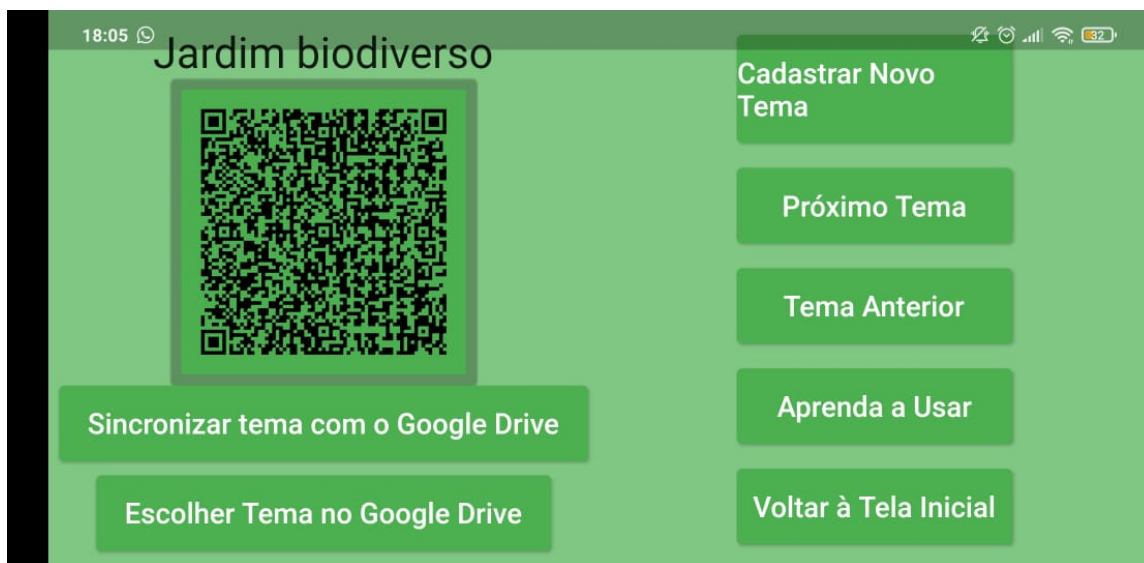 18:05
32
Jardim biodiverso
Sincronizar tema com o Google Drive
Escolher Tema no Google Drive
Cadastrar Novo
Tema
Próximo Tema
Tema Anterior
Aprenda a Usar
Voltar à Tela Inicial